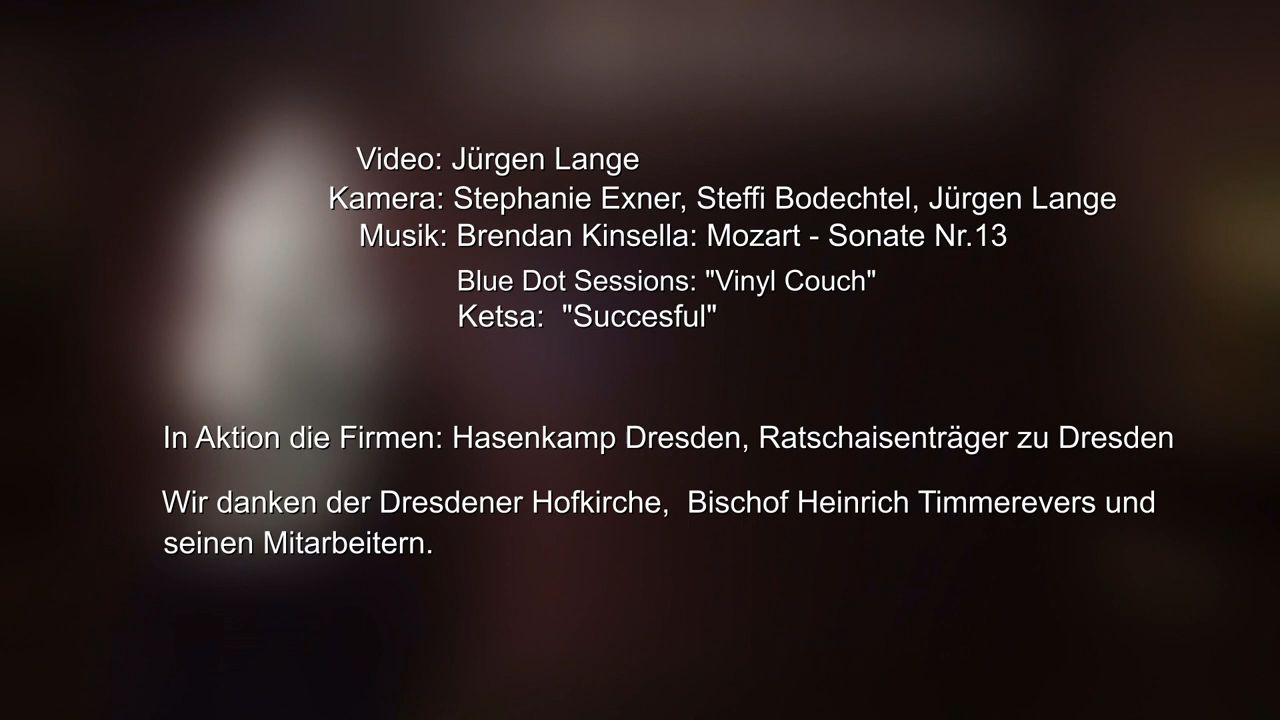 Video: Jürgen Lange
Kamera: Stephanie Exner, Steffi Bodechtel, Jürgen Lange
Musik: Brendan Kinsella: Mozart - Sonate Nr.13
Blue Dot Sessions: "Vinyl Couch"
Ketsa: "Succesful"
In Aktion die Firmen: Hasenkamp Dresden, Ratschaisenträger zu Dresden
Wir danken der Dresdener Hofkirche, Bischof Heinrich Timmerevers und
seinen Mitarbeitern.